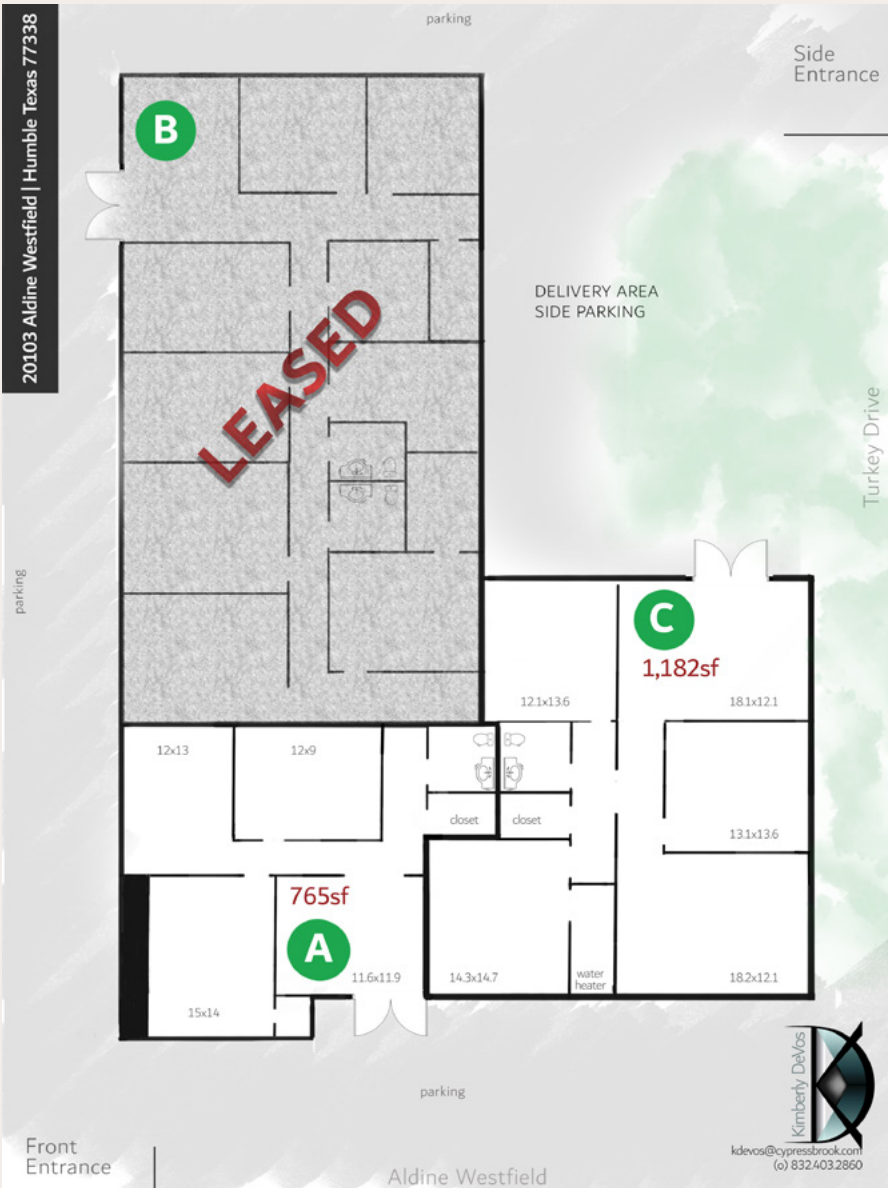 parking
20103 Aldine Westfield | Humble Texas 77338
Side
Entrance
B
DELIVERY AREA
SIDE PARKING
LEASED
Turkey Drive
parking
C
1,182sf
12.1x13.6
18.1x12.1
12x13
12x9
closet
closet
13.1x13.6
765sf
A
11.6x11.9
14.3x14.7
water
heater
18.2x12.1
15x14
Kimberly DeVos
parking
kdevos@cypressbrook.com
(o) 832.403.2860
Front
Entrance
Aldine Westfield